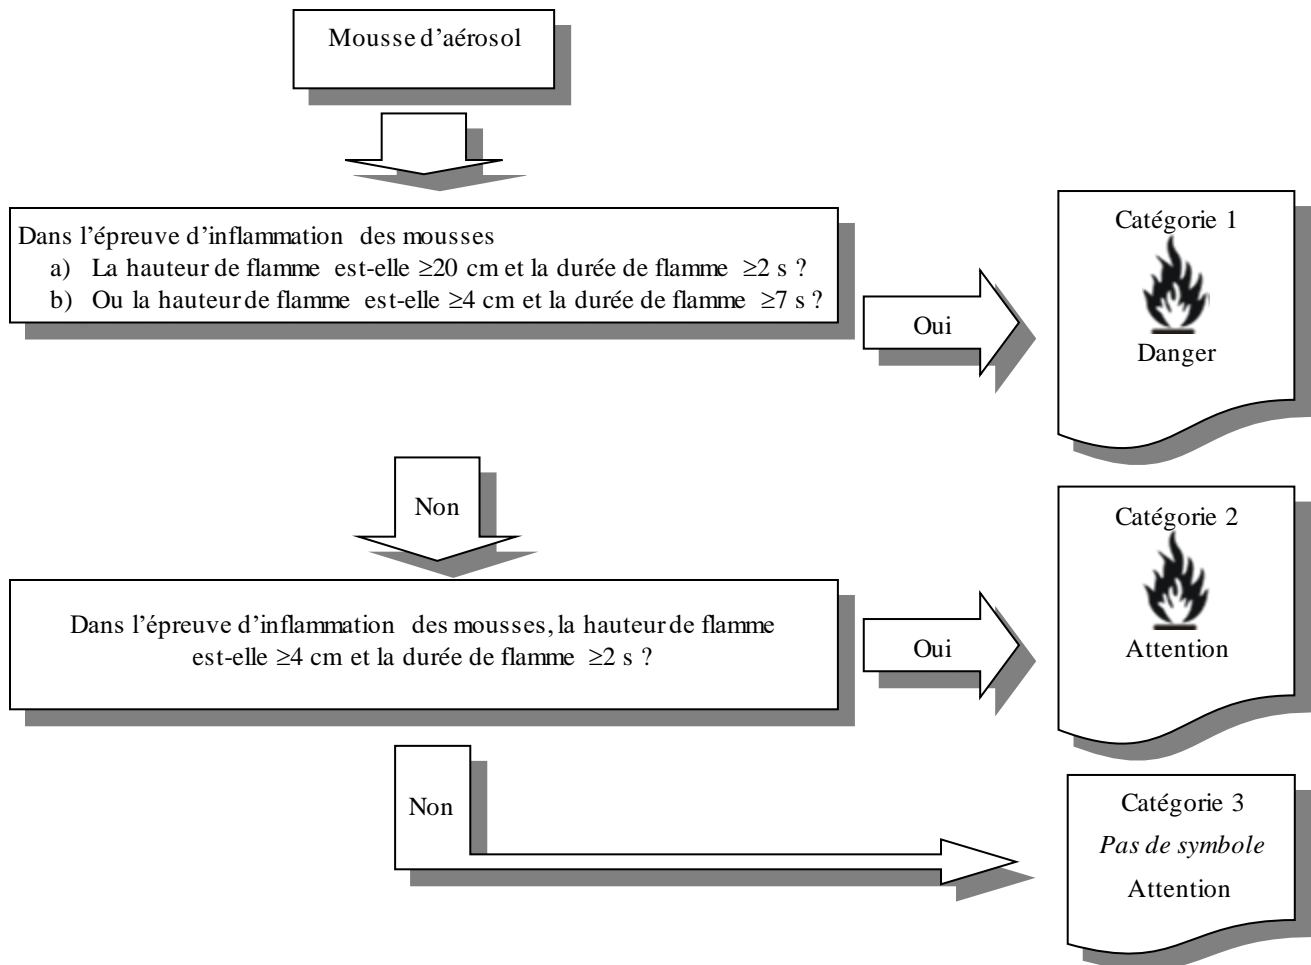 Mousse d’aérosol
Dans l’épreuve d’inflammation des mousses
a) La hauteur de flamme est-elle ≥20 cm et la durée de flamme ≥2 s ?
b) Ou la hauteur de flamme est-elle ≥4 cm et la durée de flamme ≥7 s ?
Oui
Catégorie 1
Danger
Non
Dans l’épreuve d’inflammation des mousses, la hauteur de flamme
est-elle ≥4 cm et la durée de flamme ≥2 s ?
Oui
Catégorie 2
Attention
Non
Catégorie 3
Pas de symbole
Attention